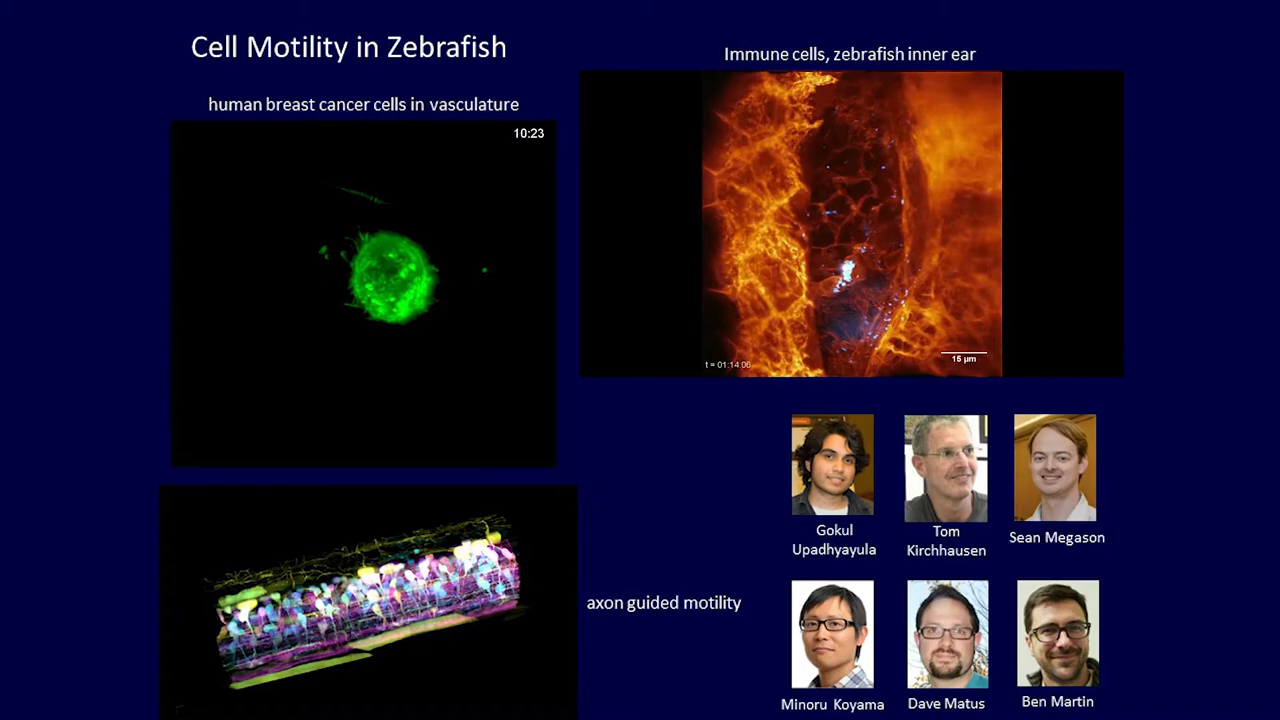 Cell Motility in Zebrafish
Immune cells, zebrafish inner ear
human breast cancer cells in vasculature
10:23
t = 01:14:06
15 µm
Gokul
Upadhyayula
Tom
Kirchhausen
Sean Megason
axon guided motility
Minoru Koyama
Dave Matus
Ben Martin